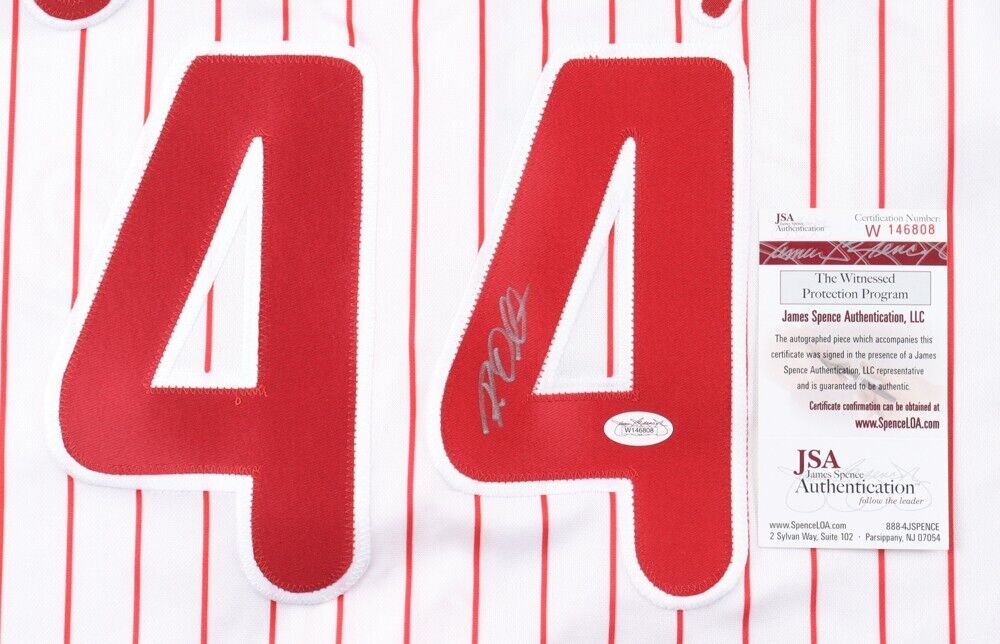 44
W146808
JSA
James Spence
Authentication
Certification Number:
W 146808
The Witnessed
Protection Program
James Spence Authentication, LLC
The autographed piece which accompanies this
certificate was signed in the presence of a James
Spence Authentication, LLC representative
and is guaranteed to be authentic.
Certificate confirmation can be obtained at
www.SpenceLOA.com
JSA
James Spence
Authentication
follow the leader
www.SpenceLOA.com
888-4JSPENCE
2 Sylvan Way, Suite 102 • Parsippany, NJ 07054